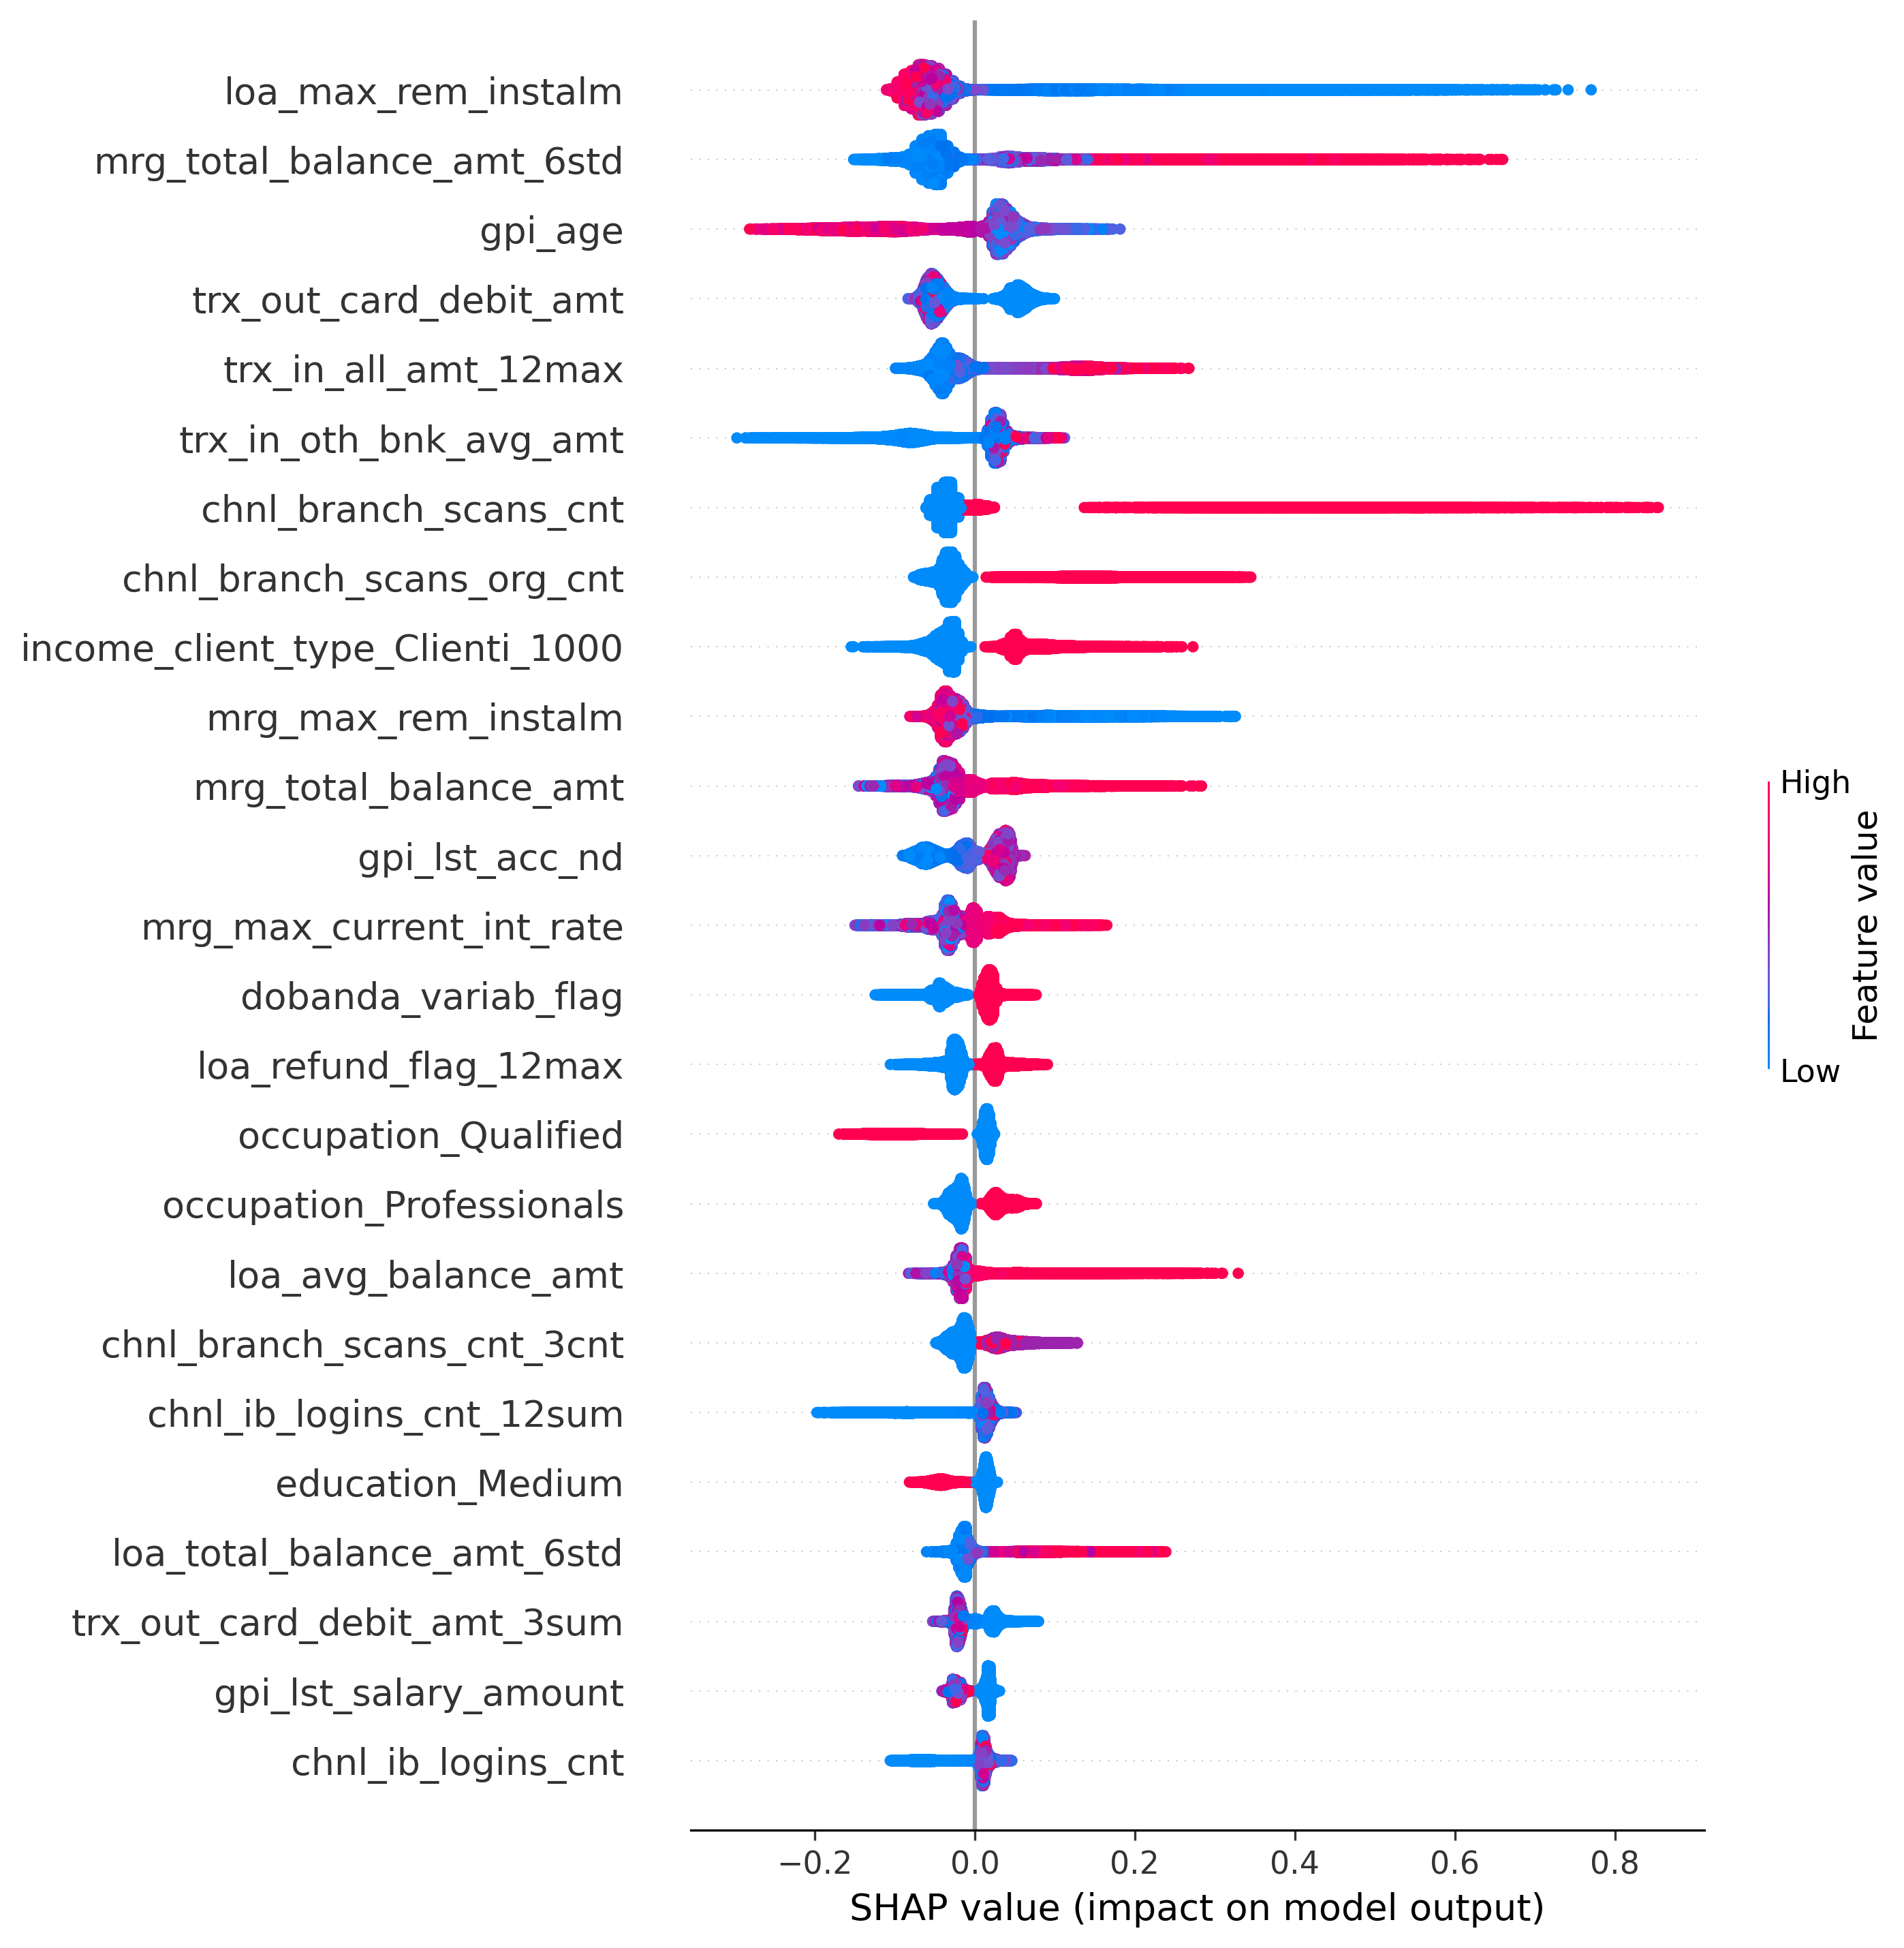 loa_max_rem_instalm
mrg_total_balance_amt_6std
gpi_age
trx_out_card_debit_amt
trx_in_all_amt_12max
trx_in_oth_bnk_avg_amt
chnl_branch_scans_cnt
chnl_branch_scans_org_cnt
income_client_type_Clienti_1000
mrg_max_rem_instalm
mrg_total_balance_amt
gpi_lst_acc_nd
mrg_max_current_int_rate
dobanda_variab_flag
loa_refund_flag_12max
occupation_Qualified
occupation_Professionals
loa_avg_balance_amt
chnl_branch_scans_cnt_3cnt
chnl_ib_logins_cnt_12sum
education_Medium
loa_total_balance_amt_6std
trx_out_card_debit_amt_3sum
gpi_lst_salary_amount
chnl_ib_logins_cnt
−0.2 0.0 0.2 0.4 0.6 0.8
SHAP value (impact on model output)
High
Feature value
Low